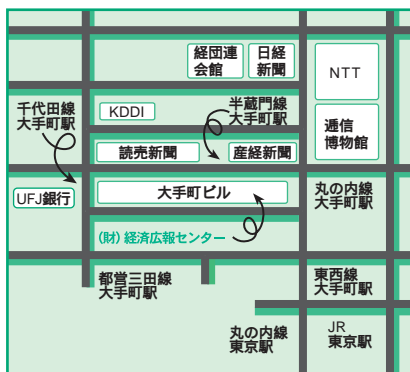 経団連
会館
日経
新聞
NTT
千代田線
大手町駅
KDDI
半蔵門線
大手町駅
逓信
博物館
読売新聞
産経新聞
UFJ銀行
大手町ビル
丸の内線
大手町駅
(財)経済広報センター
都営三田線
大手町駅
東西線
大手町駅
丸の内線
東京駅
JR
東京駅